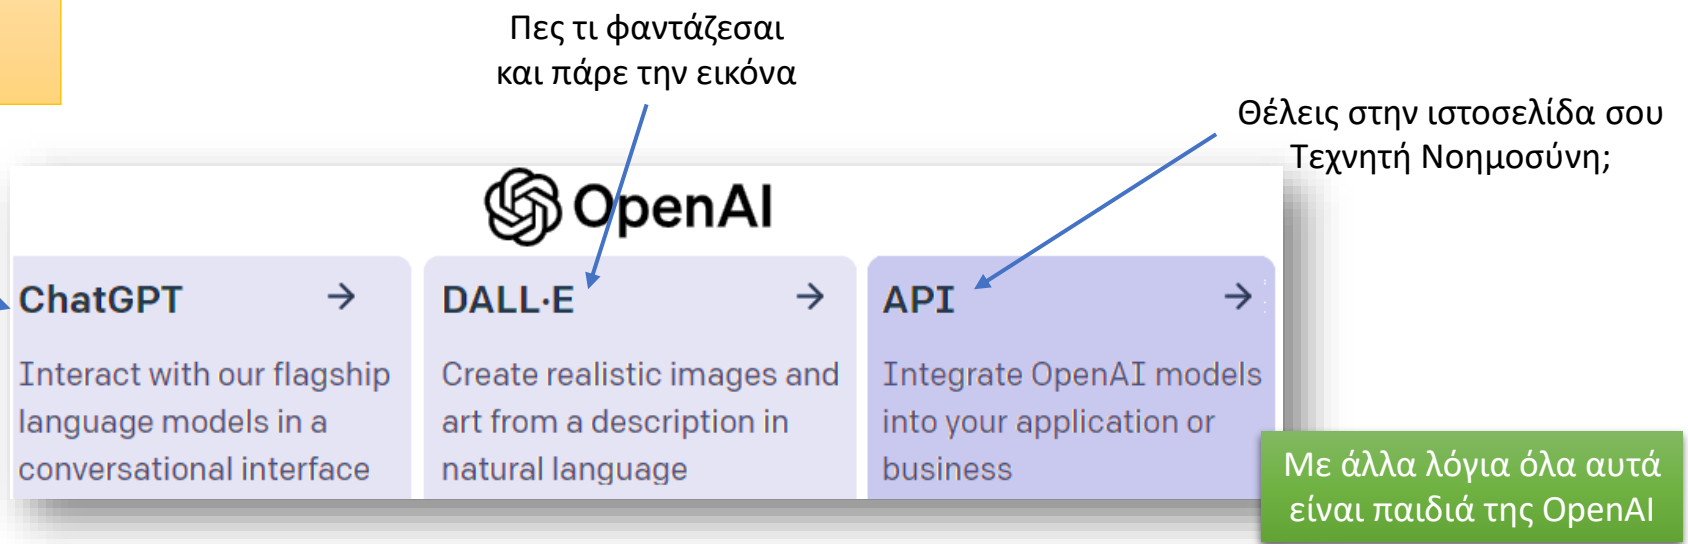 Πες τι φαντάζεσαι
και πάρε την εικόνα
Θέλεις στην ιστοσελίδα σου
Τεχνητή Νοημοσύνη;
OpenAI
ChatGPT →
Interact with our flagship
language models in a
conversational interface
DALL·E →
Create realistic images and
art from a description in
natural language
API →
Integrate OpenAI models
into your application or
business
Με άλλα λόγια όλα αυτά
είναι παιδιά της OpenAI